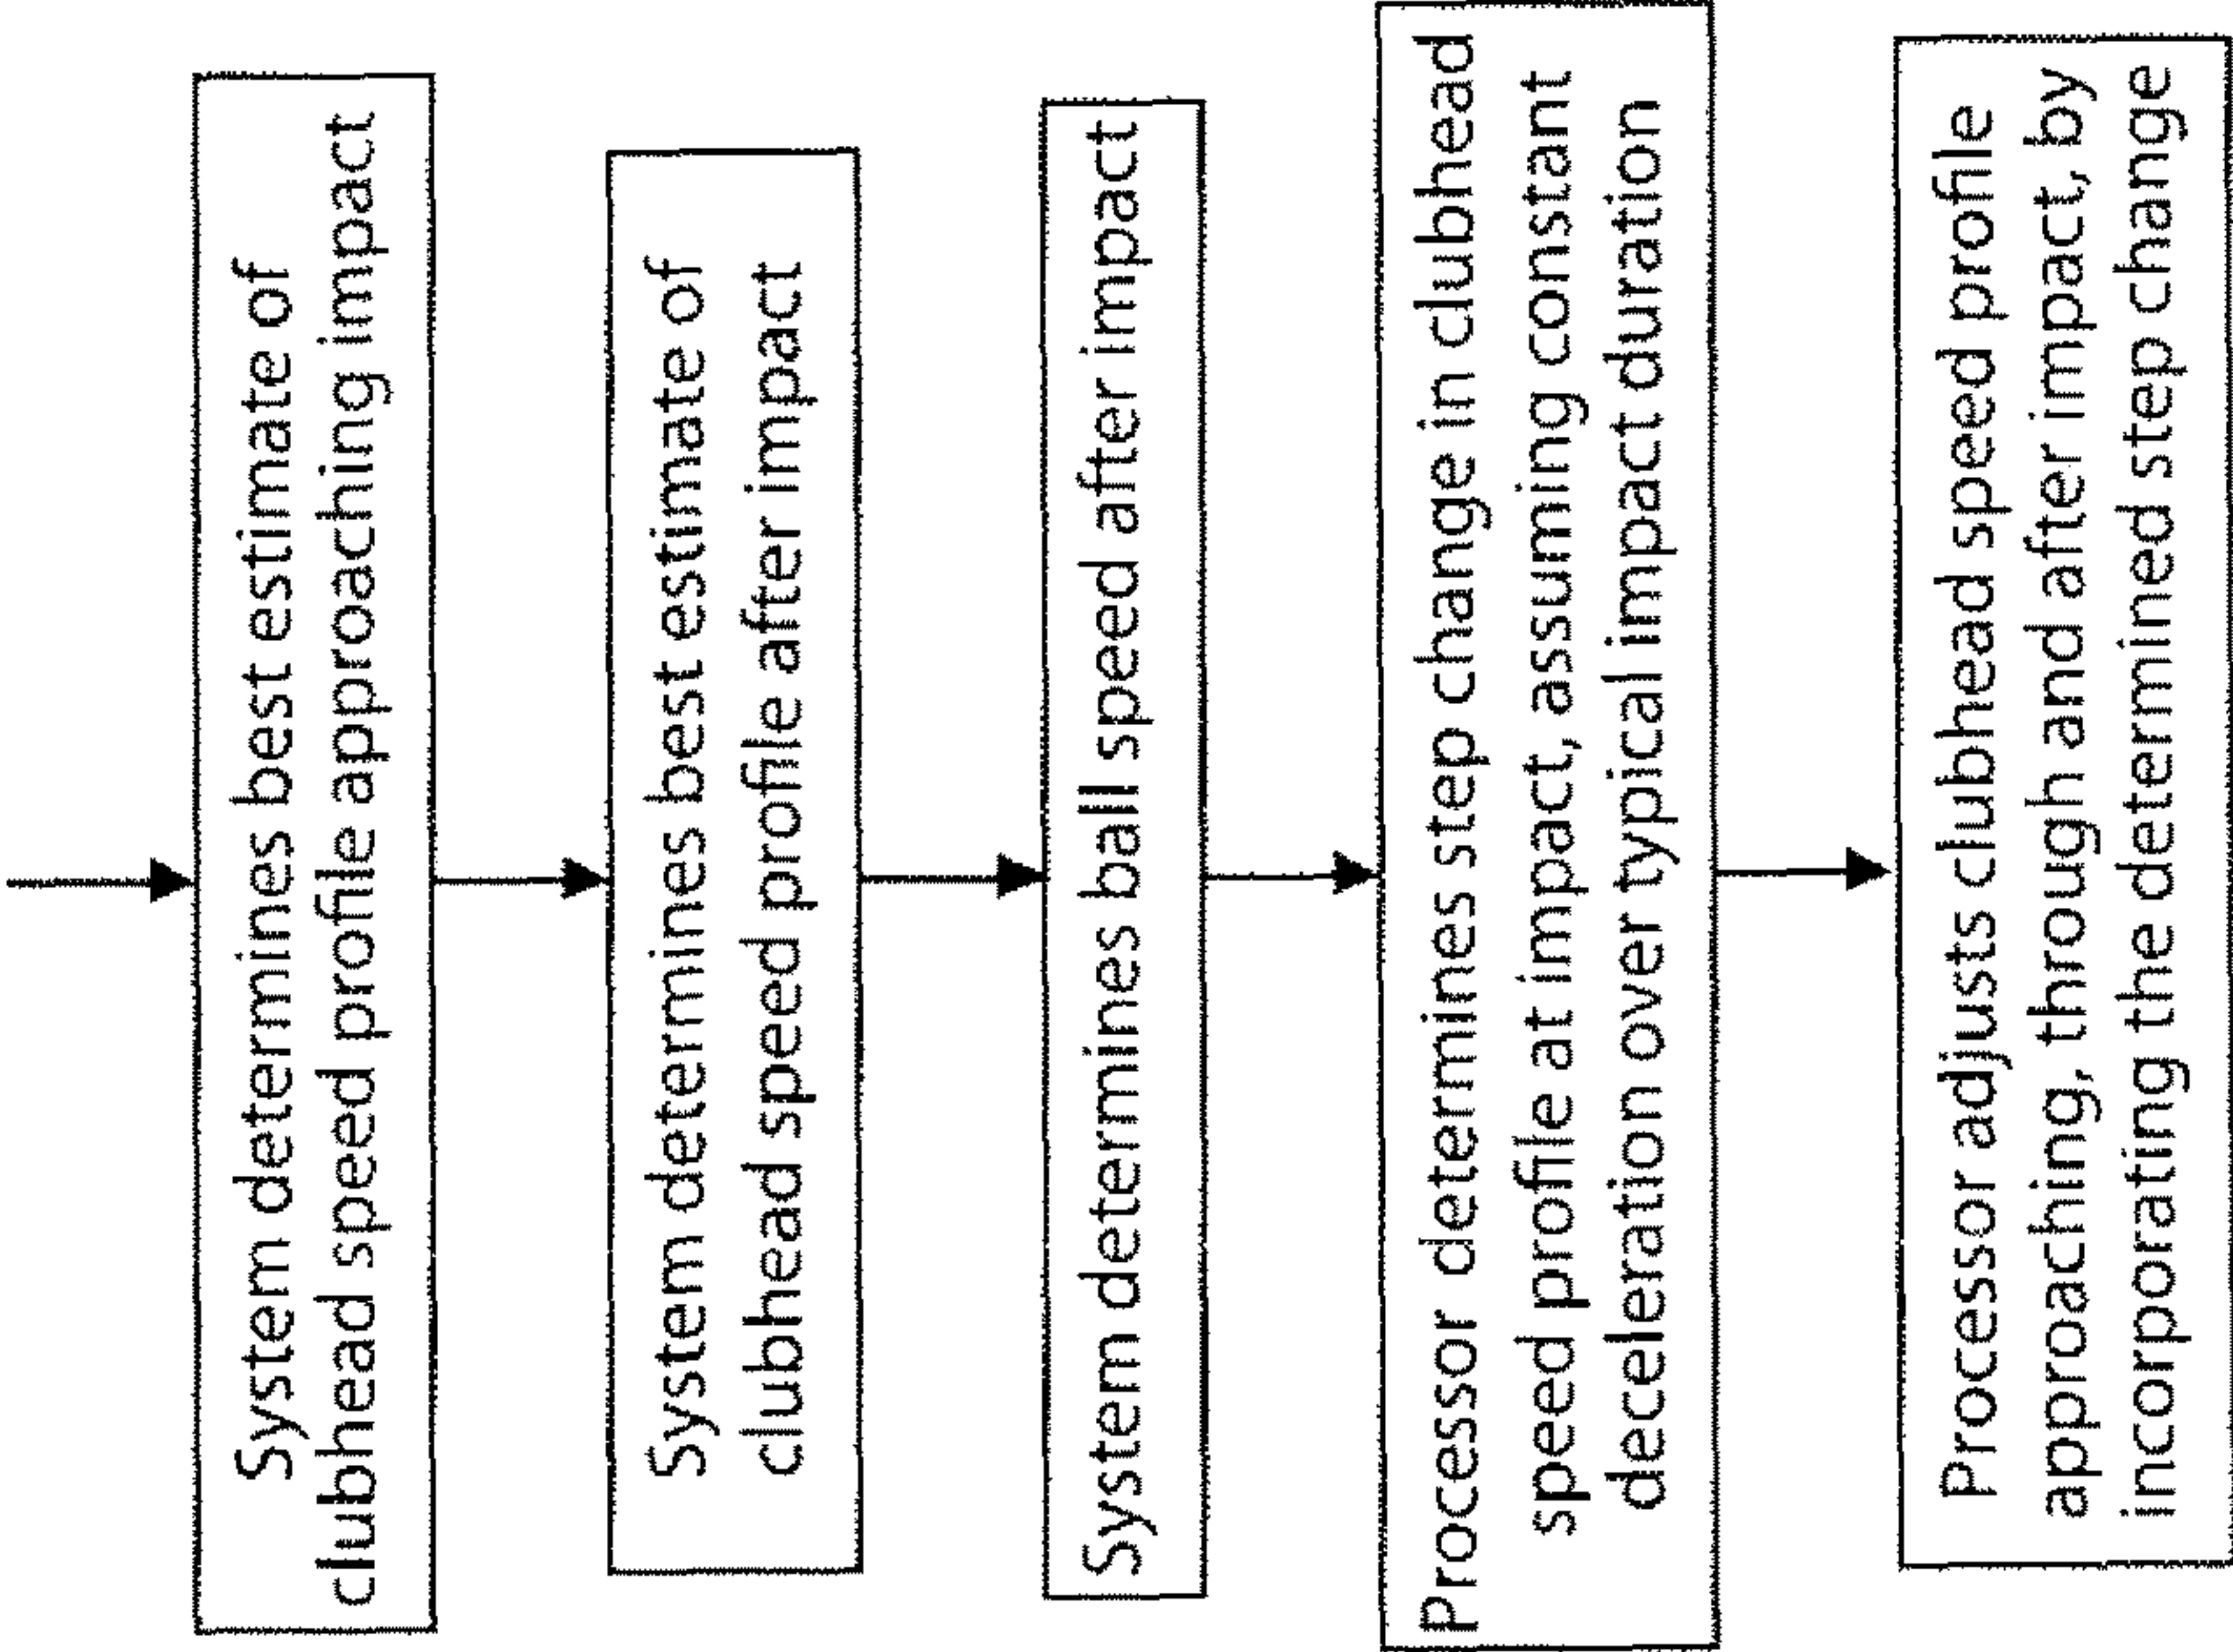 System determines best estimate of
clubhead speed profile approaching impact
System determines best estimate of
clubhead speed profile after impact
System determines ball speed after impact
Processor determines step change in clubhead
speed profile at impact, assuming constant
deceleration over typical impact duration
Processor adjusts clubhead speed profile
approaching, through and after impact, by
incorporating the determined step change